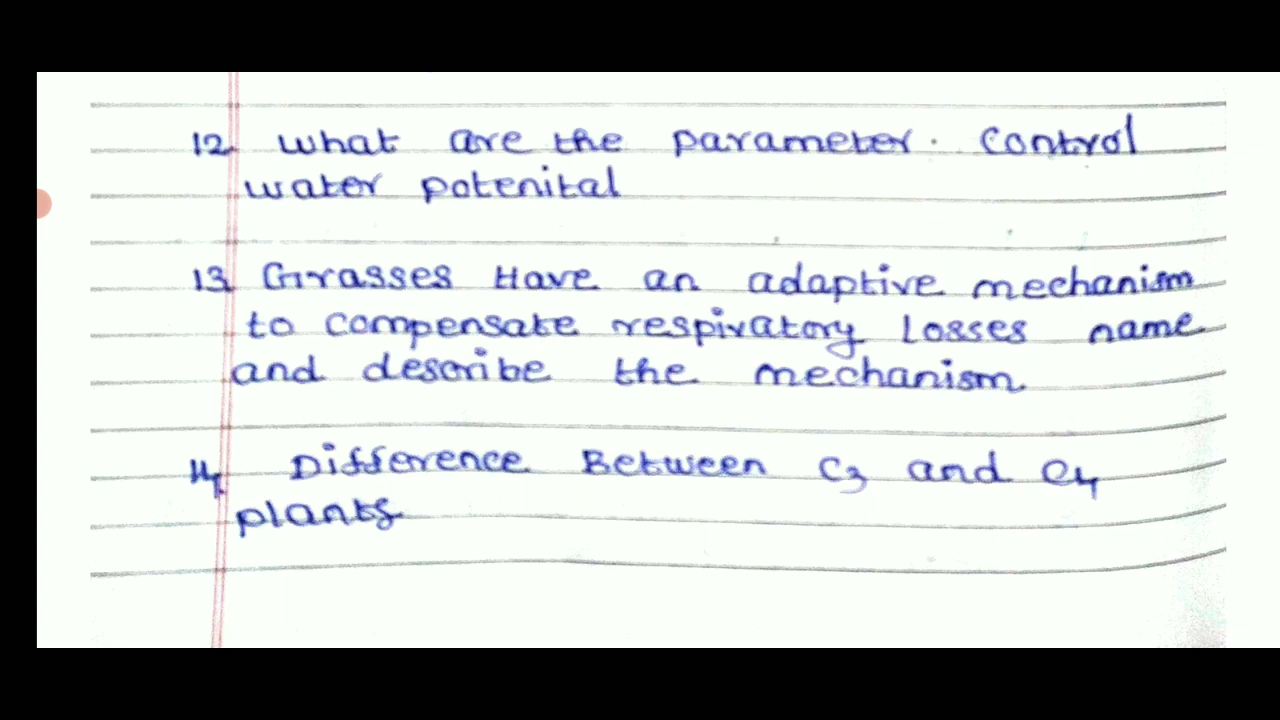 12. What are the parameter. Control
water potenital
13. Grasses Have an adaptive mechanism
to compensate respiratory Losses name
and describe the mechanism.
14. Difference Between C3 and C4
plants